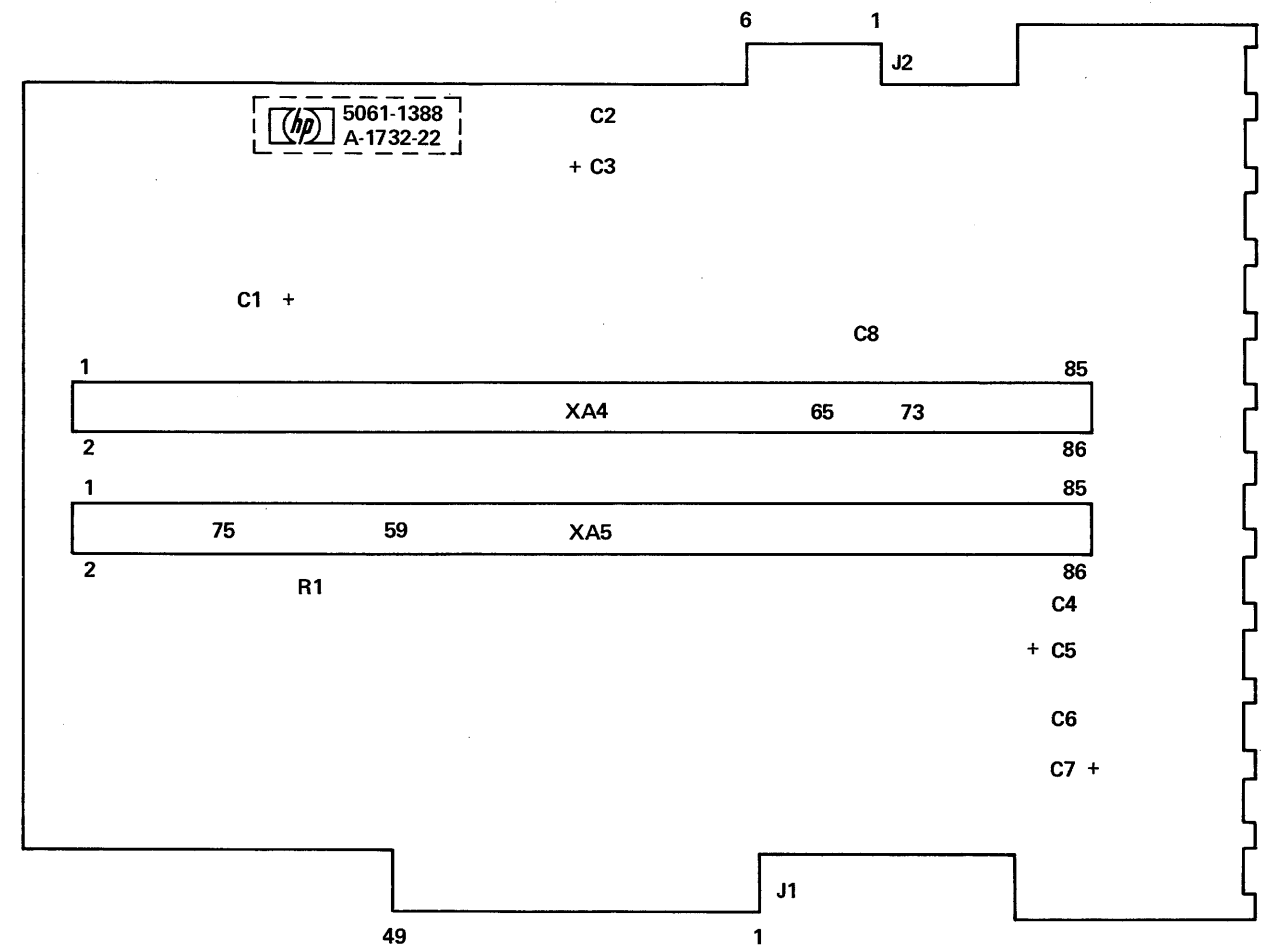 6 1
J2
hp 5061-1388
A-1732-22
C2
+ C3
C1 +
C8
1 85
XA4 65 73
2 86
1 85
75 59 XA5
2 86
R1
C4
+ C5
C6
C7 +
J1
49 1